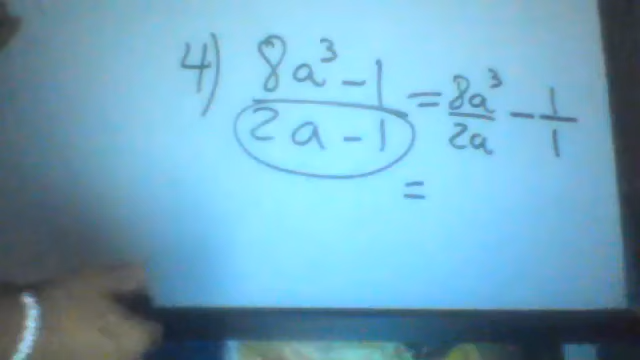 4) (8a³ - 1)/(2a - 1) = 8a³/2a - 1/1
=